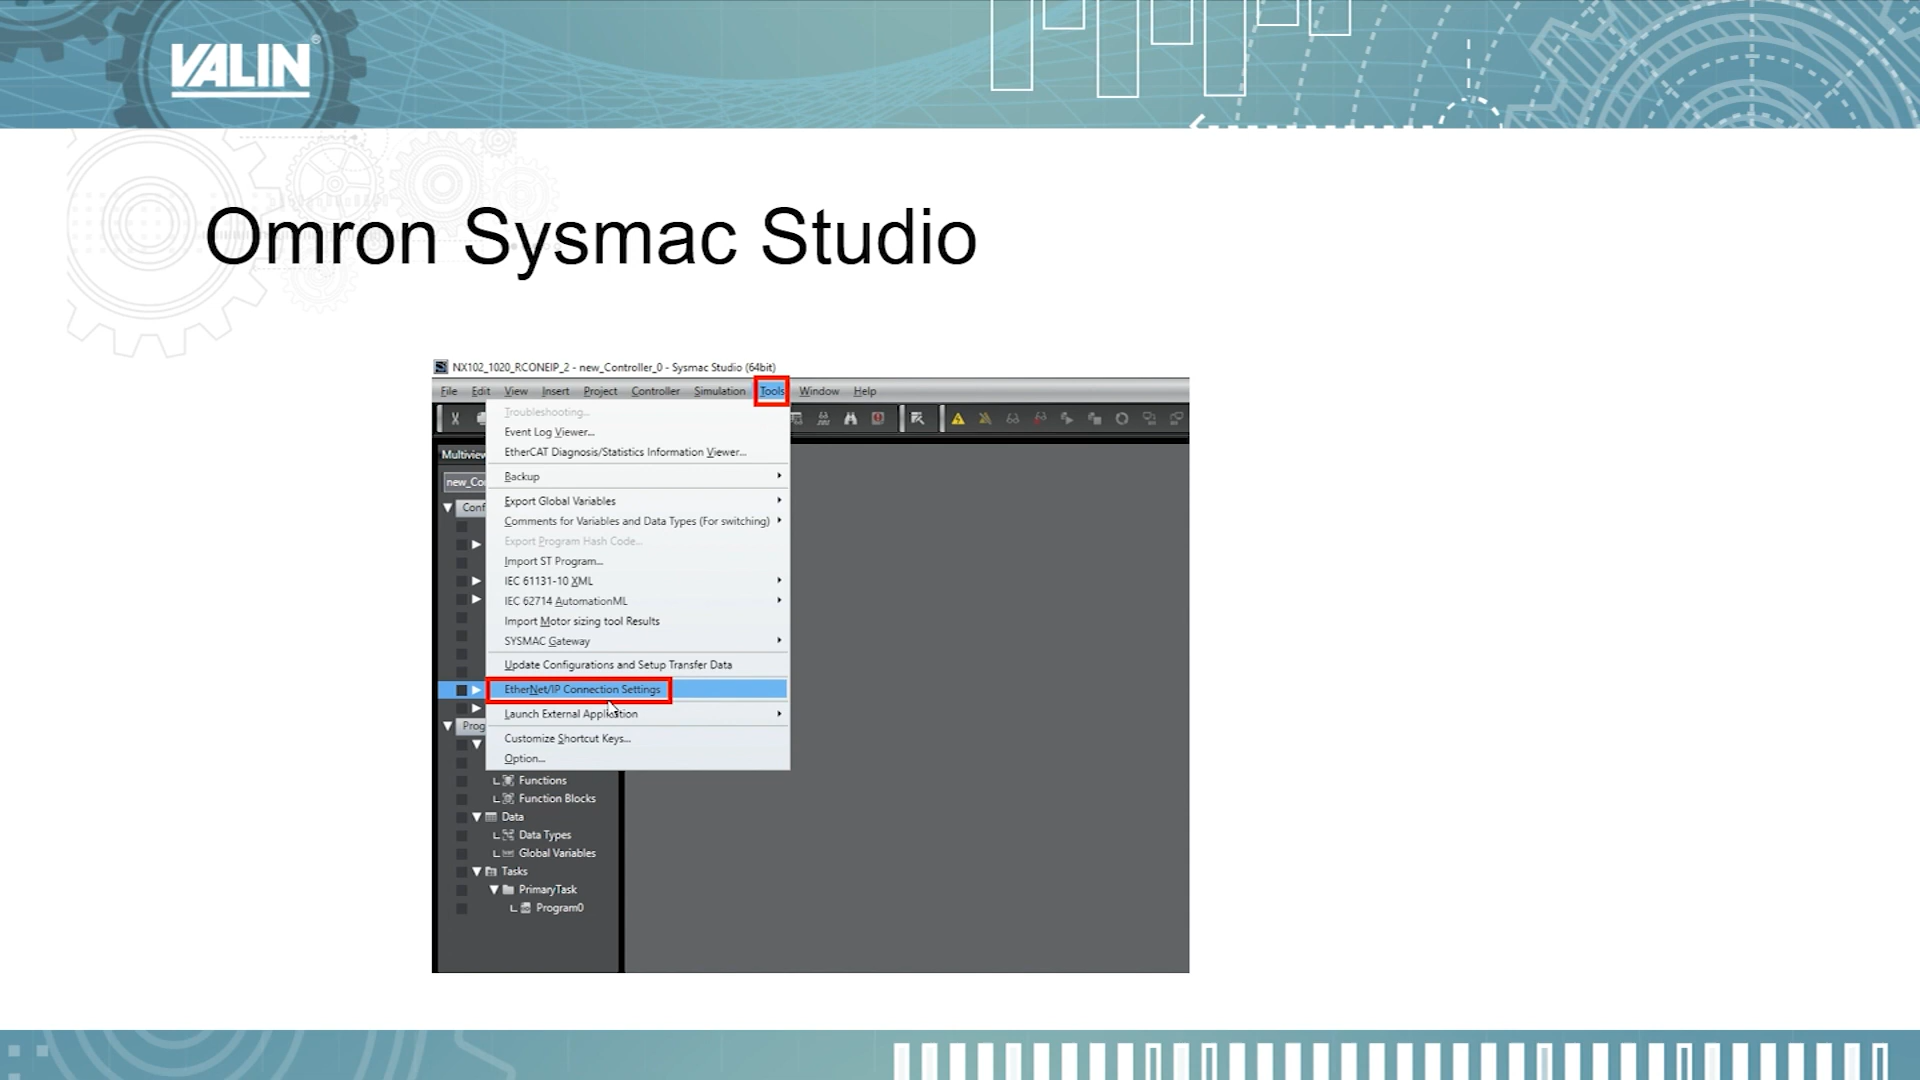 VALIN®
Omron Sysmac Studio
NX102_1020_RCONEIP_2 - new_Controller_0 - Sysmac Studio (64bit)
File Edit View Insert Project Controller Simulation Tools Window Help
Troubleshooting...
Event Log Viewer...
EtherCAT Diagnosis/Statistics Information Viewer...
Multiview
Backup
new_Co
Export Global Variables
Conf
Comments for Variables and Data Types (For switching)
Export Program Hash Code...
Import ST Program...
IEC 61131-10 XML
IEC 62714 AutomationML
Import Motor sizing tool Results
SYSMAC Gateway
Update Configurations and Setup Transfer Data
EtherNet/IP Connection Settings
Launch External Application
Prog
Customize Shortcut Keys...
Option...
Functions
Function Blocks
Data
Data Types
Global Variables
Tasks
PrimaryTask
Program0